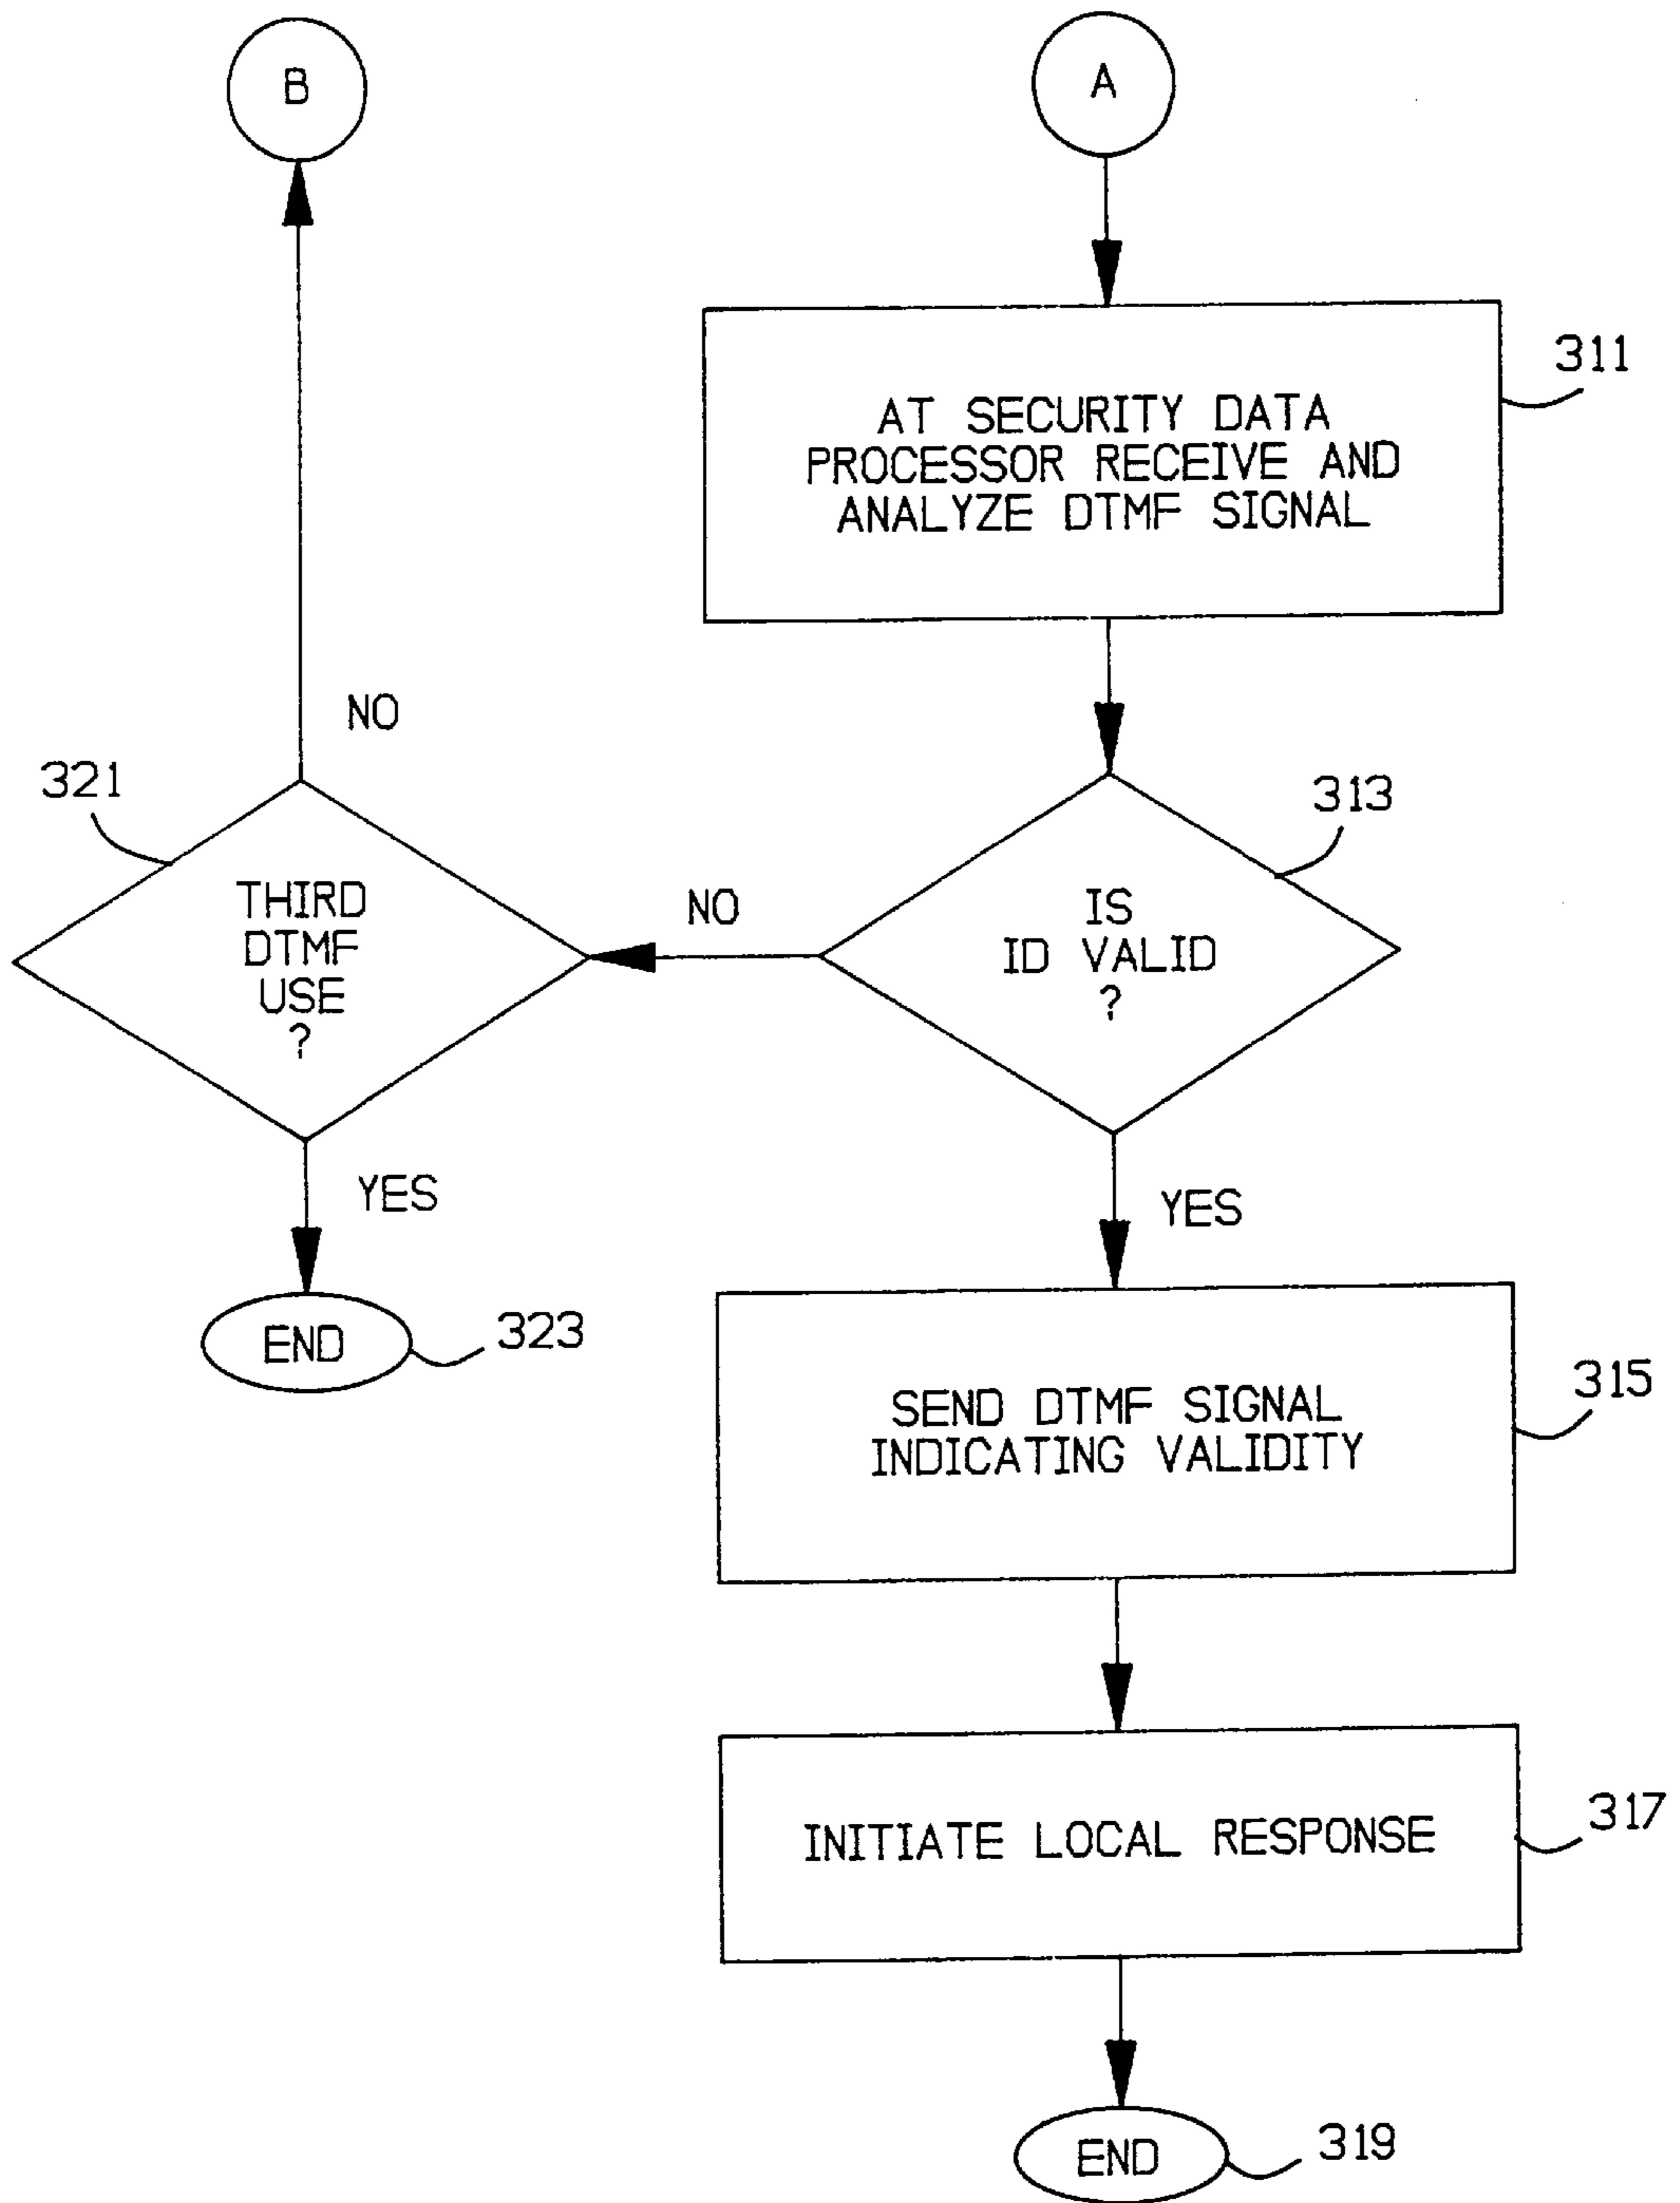 B
A
311
AT SECURITY DATA
PROCESSOR RECEIVE AND
ANALYZE DTMF SIGNAL
NO
321
313
THIRD
DTMF
USE
?
NO
IS
ID VALID
?
YES
YES
END
323
315
SEND DTMF SIGNAL
INDICATING VALIDITY
317
INITIATE LOCAL RESPONSE
END
319